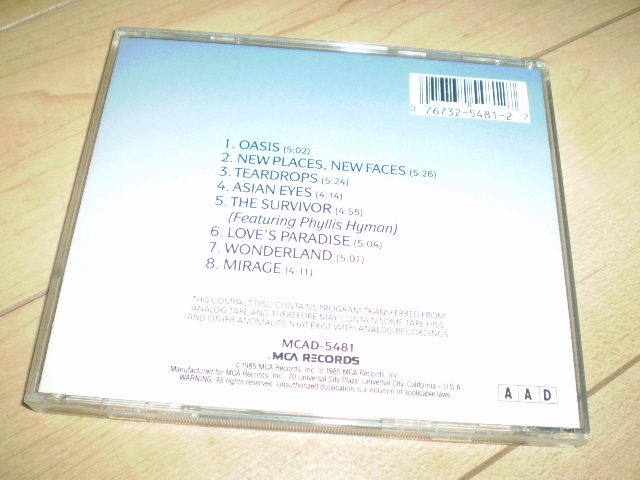 0 76732-5481-2 7
1. OASIS (5:02)
2. NEW PLACES, NEW FACES (5:26)
3. TEARDROPS (5:24)
4. ASIAN EYES (4:14)
5. THE SURVIVOR (4:55)
(Featuring Phyllis Hyman)
6. LOVE'S PARADISE (5:04)
7. WONDERLAND (5:01)
8. MIRAGE (4:11)
THIS COMPACT DISC CONTAINS PROGRAM TRANSFERRED FROM
ANALOG TAPE AND THEREFORE MAY CONTAIN SOME TAPE HISS
AND OTHER ANOMALIES THAT EXIST WITH ANALOG RECORDINGS
MCAD-5481
MCA RECORDS
©1985 MCA Records, Inc. ℗1985 MCA Records, Inc.
Manufactured for MCA Records, Inc. 70 Universal City Plaza, Universal City, California - U.S.A.
WARNING. All rights reserved. Unauthorized duplication is a violation of applicable laws.
A A D